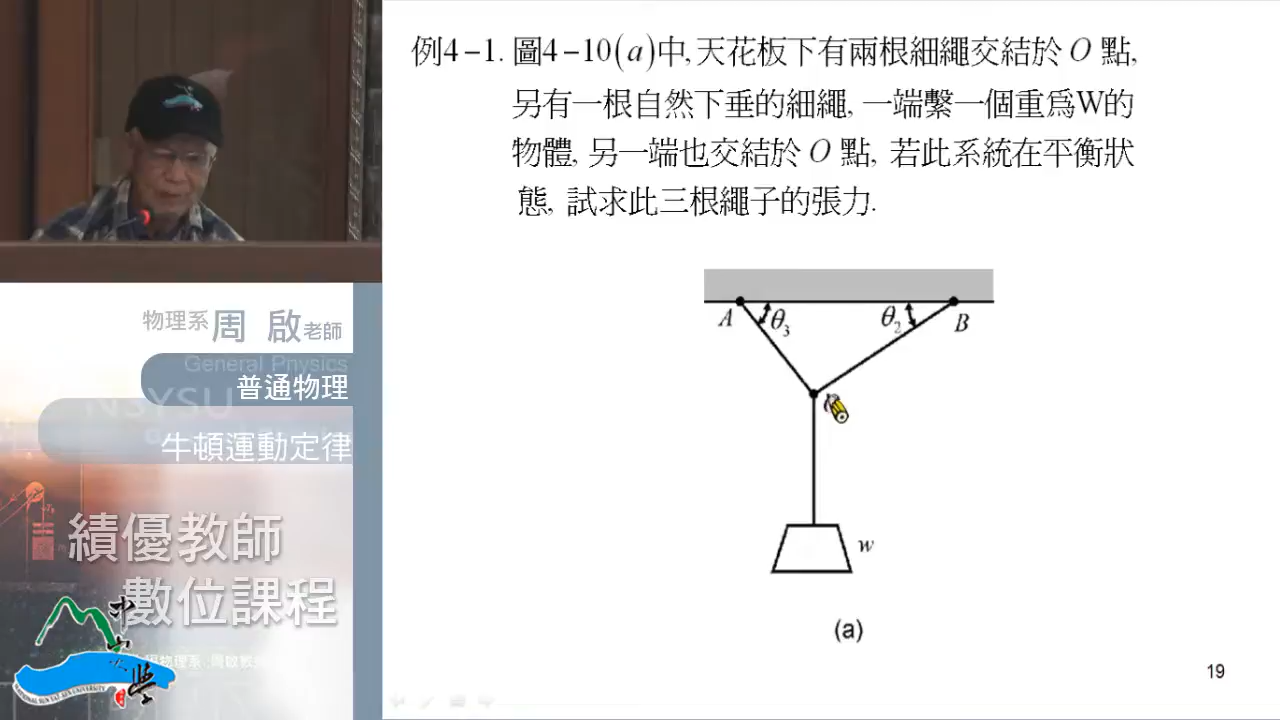 例4-1. 圖4-10(a)中, 天花板下有兩根細繩交結於 O 點,
另有一根自然下垂的細繩, 一端繫一個重爲W的
物體, 另一端也交結於 O 點, 若此系統在平衡狀
態, 試求此三根繩子的張力.
A θ₃ θ₂ B
w
(a)
19
物理系 周 啟 老師
General Physics
普通物理
NSYSU
牛頓運動定律
績優教師
數位課程